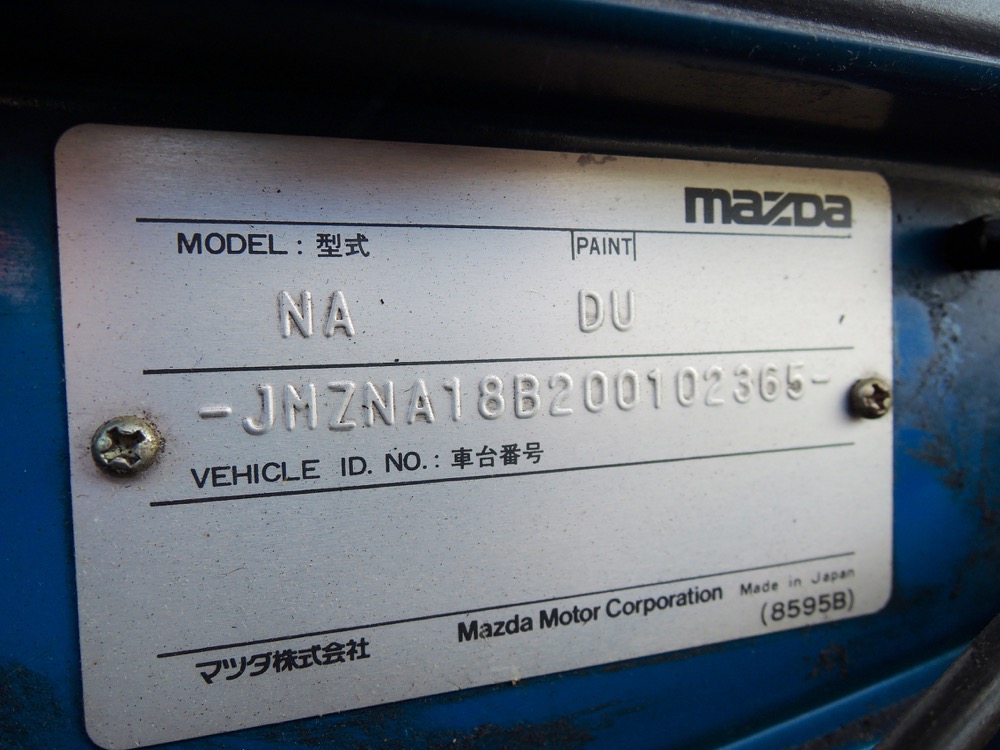 mazda
MODEL : 型式 PAINT
NA DU
-JMZNA18B200102365-
VEHICLE ID. NO. : 車台番号
マツダ株式会社 Mazda Motor Corporation Made in Japan
(8595B)